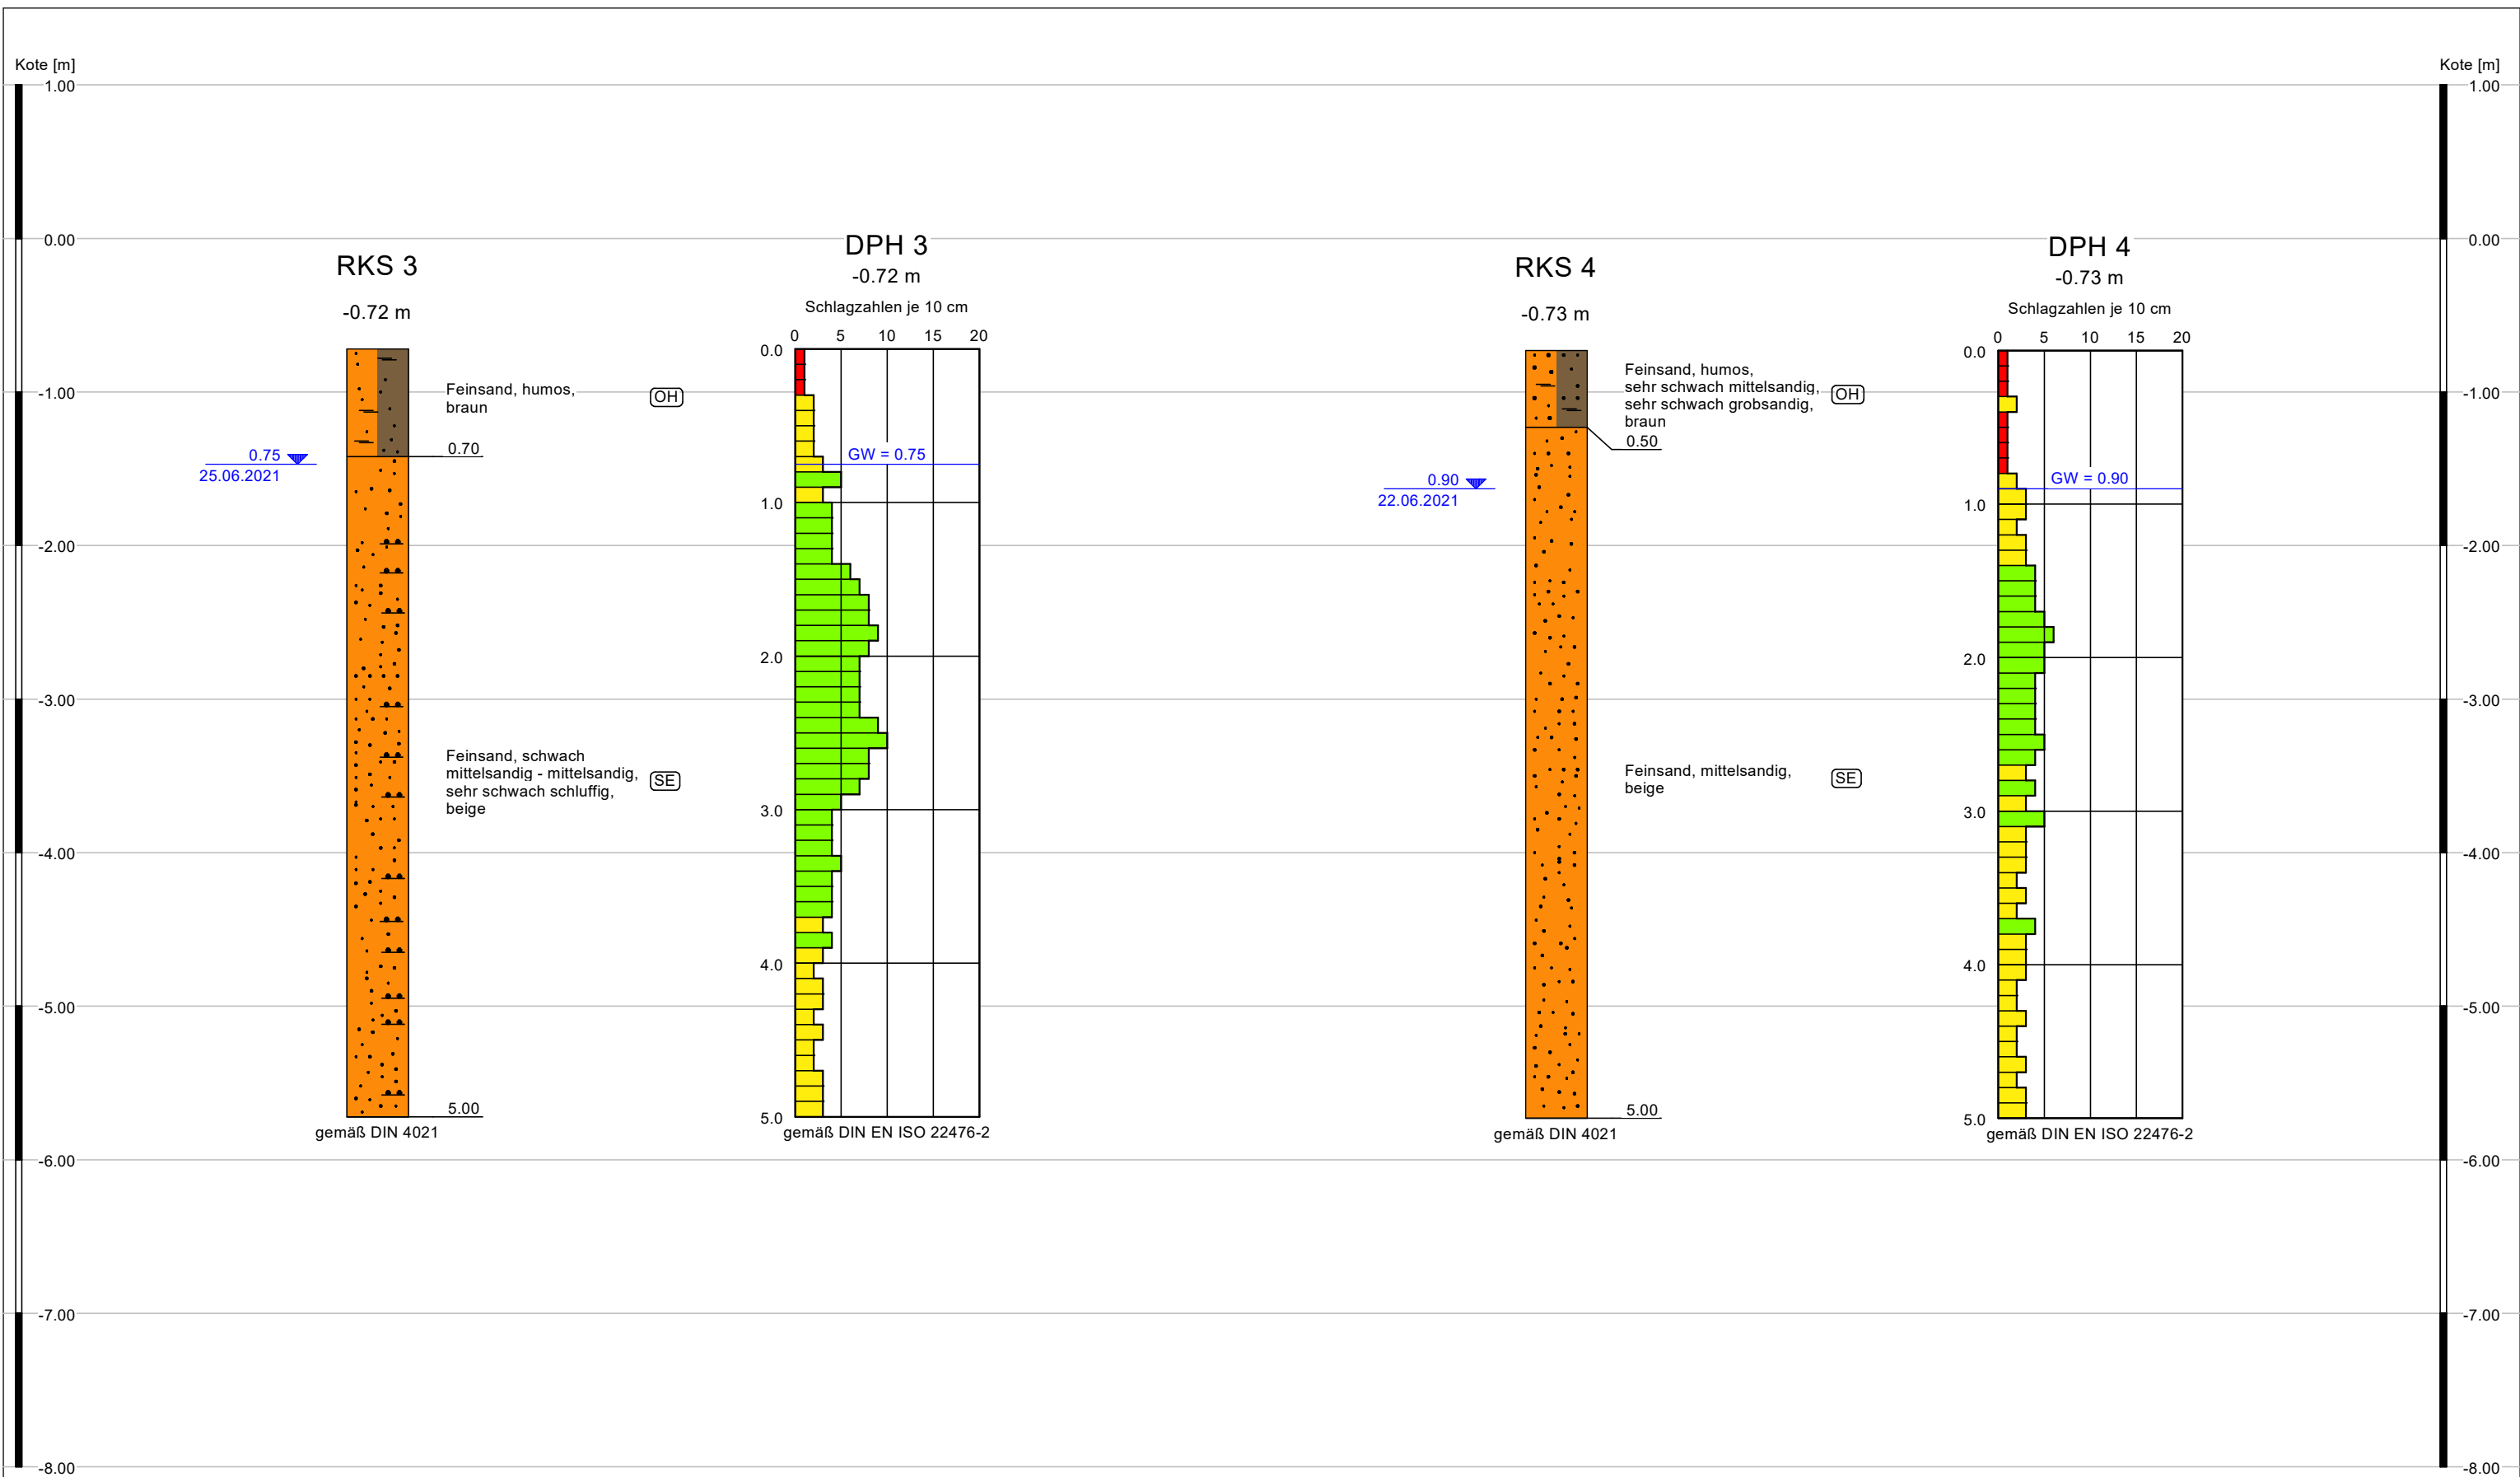 Kote [m]
1.00
0.00
-1.00
-2.00
-3.00
-4.00
-5.00
-6.00
-7.00
-8.00
RKS 3
-0.72 m
Feinsand, humos,
braun
OH
0.70
0.75
25.06.2021
Feinsand, schwach
mittelsandig - mittelsandig,
sehr schwach schluffig,
beige
SE
5.00
gemäß DIN 4021
DPH 3
-0.72 m
Schlagzahlen je 10 cm
0 5 10 15 20
0.0
GW = 0.75
1.0
2.0
3.0
4.0
5.0
gemäß DIN EN ISO 22476-2
RKS 4
-0.73 m
Feinsand, humos,
sehr schwach mittelsandig,
sehr schwach grobsandig,
braun
OH
0.50
0.90
22.06.2021
Feinsand, mittelsandig,
beige
SE
5.00
gemäß DIN 4021
DPH 4
-0.73 m
Schlagzahlen je 10 cm
0 5 10 15 20
0.0
GW = 0.90
1.0
2.0
3.0
4.0
5.0
gemäß DIN EN ISO 22476-2
Kote [m]
1.00
0.00
-1.00
-2.00
-3.00
-4.00
-5.00
-6.00
-7.00
-8.00